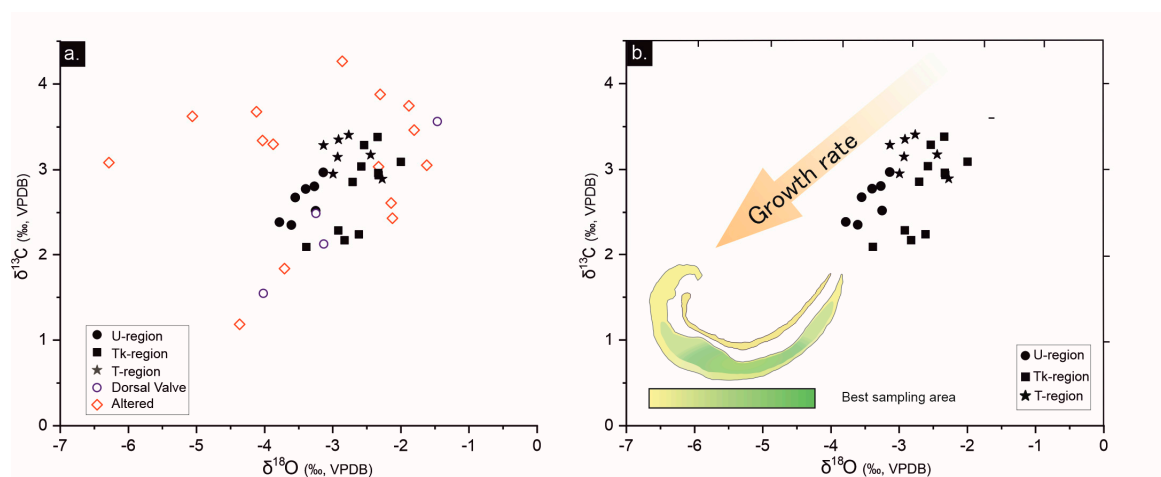 a.
δ13C (‰, VPDB)
4
3
2
1
0
-7 -6 -5 -4 -3 -2 -1 0
δ18O (‰, VPDB)
U-region
Tk-region
T-region
Dorsal Valve
Altered
b.
δ13C (‰, VPDB)
4
3
2
1
0
-7 -6 -5 -4 -3 -2 -1 0
δ18O (‰, VPDB)
Growth rate
Best sampling area
U-region
Tk-region
T-region